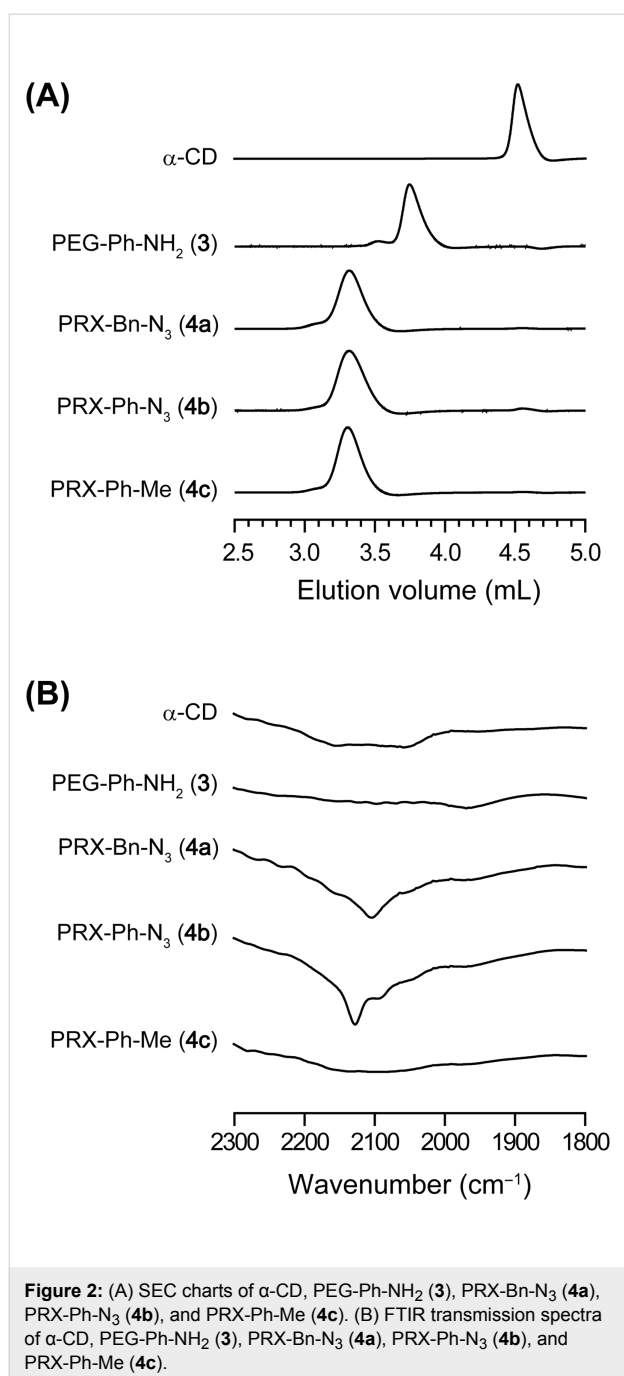 (A)
α-CD
PEG-Ph-NH₂ (3)
PRX-Bn-N₃ (4a)
PRX-Ph-N₃ (4b)
PRX-Ph-Me (4c)
2.5 3.0 3.5 4.0 4.5 5.0
Elution volume (mL)
(B)
α-CD
PEG-Ph-NH₂ (3)
PRX-Bn-N₃ (4a)
PRX-Ph-N₃ (4b)
PRX-Ph-Me (4c)
2300 2200 2100 2000 1900 1800
Wavenumber (cm⁻¹)
Figure 2: (A) SEC charts of α-CD, PEG-Ph-NH₂ (3), PRX-Bn-N₃ (4a),
PRX-Ph-N₃ (4b), and PRX-Ph-Me (4c). (B) FTIR transmission spectra
of α-CD, PEG-Ph-NH₂ (3), PRX-Bn-N₃ (4a), PRX-Ph-N₃ (4b), and
PRX-Ph-Me (4c).